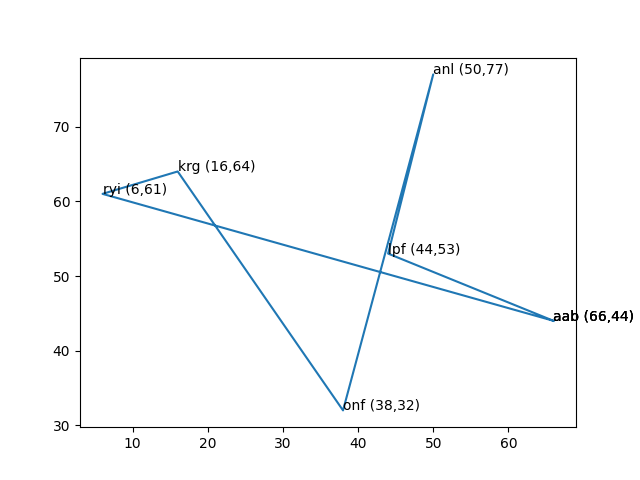 anl (50,77)
krg (16,64)
ryi (6,61)
lpf (44,53)
aab (66,44)
onf (38,32)
70
60
50
40
30
10 20 30 40 50 60